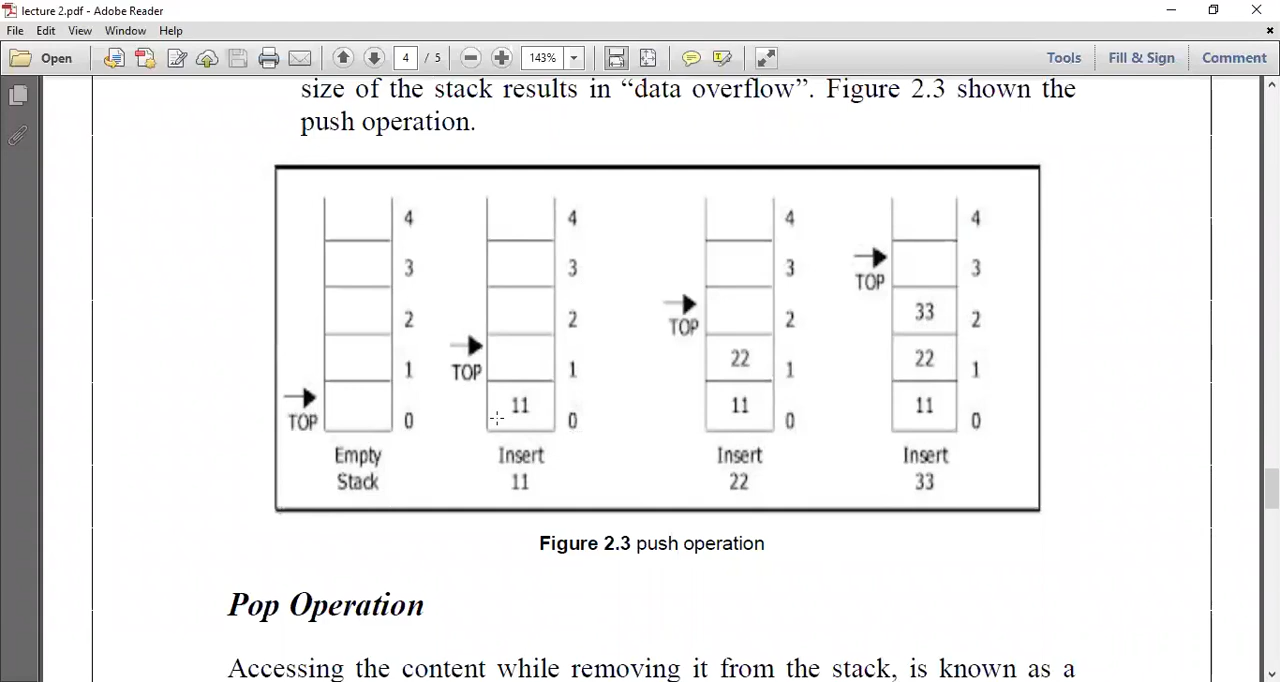 lecture 2.pdf - Adobe Reader
File Edit View Window Help
Open 4 / 5 143% Tools Fill & Sign Comment
size of the stack results in “data overflow”. Figure 2.3 shown the
push operation.
4 4 4 4
3 3 3 TOP 3
2 2 TOP 2 33 2
1 TOP 1 22 1 22 1
TOP 0 11 0 11 0 11 0
Empty Insert Insert Insert
Stack 11 22 33
Figure 2.3 push operation
Pop Operation
Accessing the content while removing it from the stack, is known as a